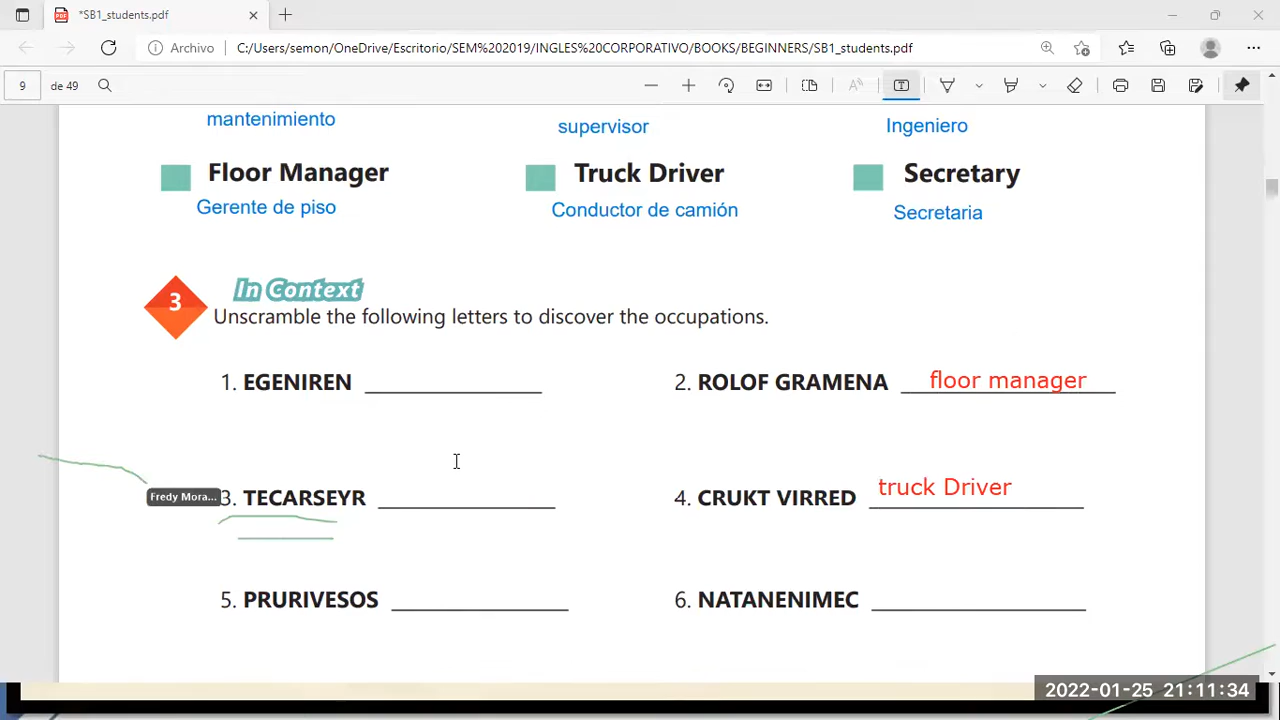 *SB1_students.pdf
Archivo C:/Users/semon/OneDrive/Escritorio/SEM%202019/INGLES%20CORPORATIVO/BOOKS/BEGINNERS/SB1_students.pdf
9 de 49
mantenimiento supervisor Ingeniero
Floor Manager Truck Driver Secretary
Gerente de piso Conductor de camión Secretaria
3 In Context
Unscramble the following letters to discover the occupations.
1. EGENIREN 2. ROLOF GRAMENA floor manager
Fredy Mora... 3. TECARSEYR 4. CRUKT VIRRED truck Driver
5. PRURIVESOS 6. NATANENIMEC
2022-01-25 21:11:34